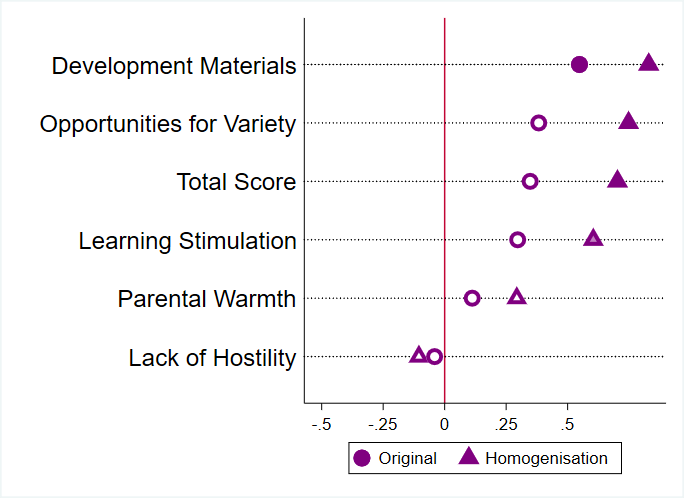 Development Materials
Opportunities for Variety
Total Score
Learning Stimulation
Parental Warmth
Lack of Hostility
-.5 -.25 0 .25 .5
Original Homogenisation